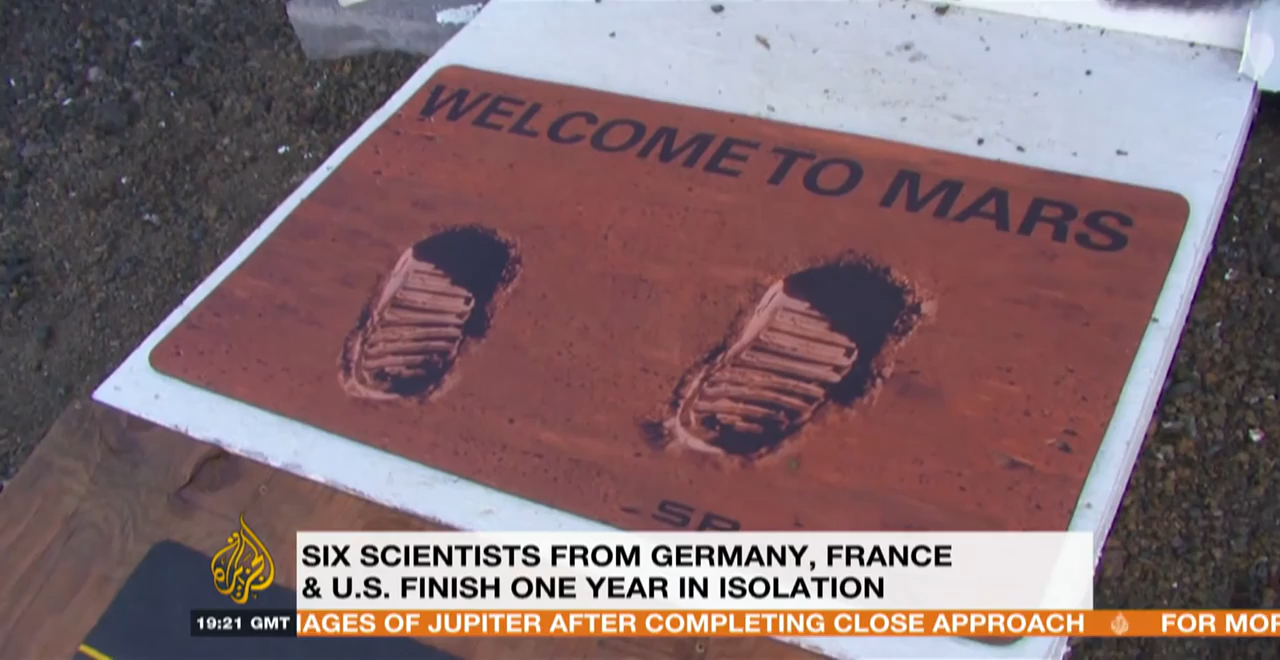 WELCOME TO MARS
SIX SCIENTISTS FROM GERMANY, FRANCE
& U.S. FINISH ONE YEAR IN ISOLATION
19:21 GMT
AGES OF JUPITER AFTER COMPLETING CLOSE APPROACH
FOR